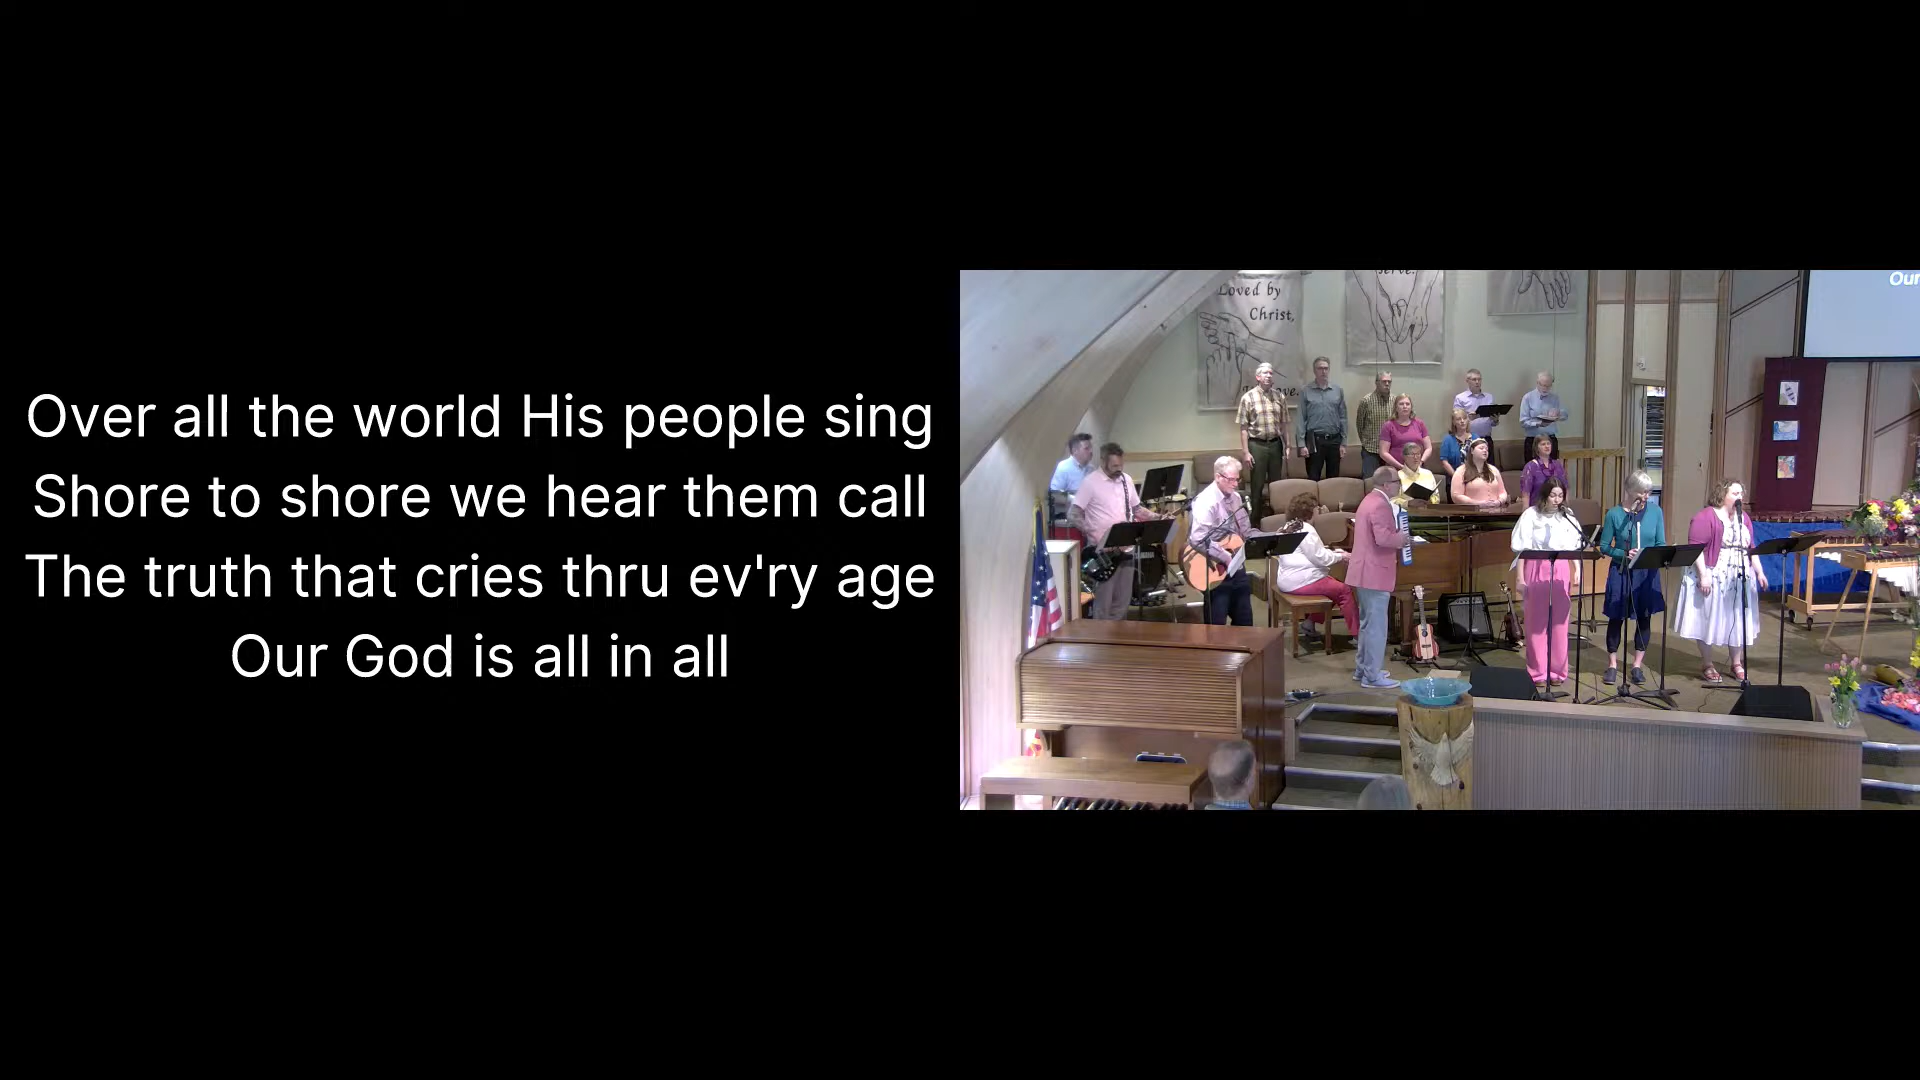 Over all the world His people sing
Shore to shore we hear them call
The truth that cries thru ev'ry age
Our God is all in all
Loved by
Christ,
serve.
Our